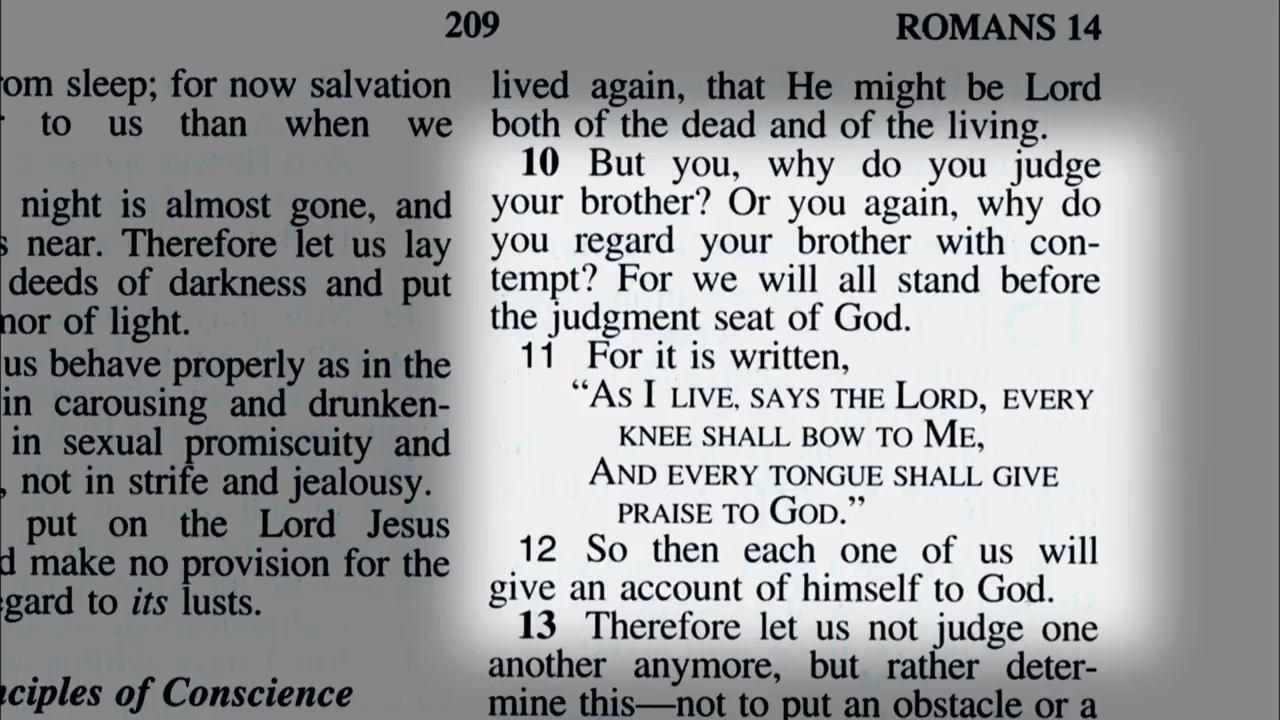 209
ROMANS 14
om sleep; for now salvation
to us than when we
night is almost gone, and
s near. Therefore let us lay
deeds of darkness and put
mor of light.
us behave properly as in the
in carousing and drunken-
in sexual promiscuity and
, not in strife and jealousy.
put on the Lord Jesus
d make no provision for the
egard to its lusts.
nciples of Conscience
lived again, that He might be Lord
both of the dead and of the living.
10 But you, why do you judge
your brother? Or you again, why do
you regard your brother with con-
tempt? For we will all stand before
the judgment seat of God.
11 For it is written,
“AS I LIVE, SAYS THE LORD, EVERY
KNEE SHALL BOW TO ME,
AND EVERY TONGUE SHALL GIVE
PRAISE TO GOD.”
12 So then each one of us will
give an account of himself to God.
13 Therefore let us not judge one
another anymore, but rather deter-
mine this—not to put an obstacle or a